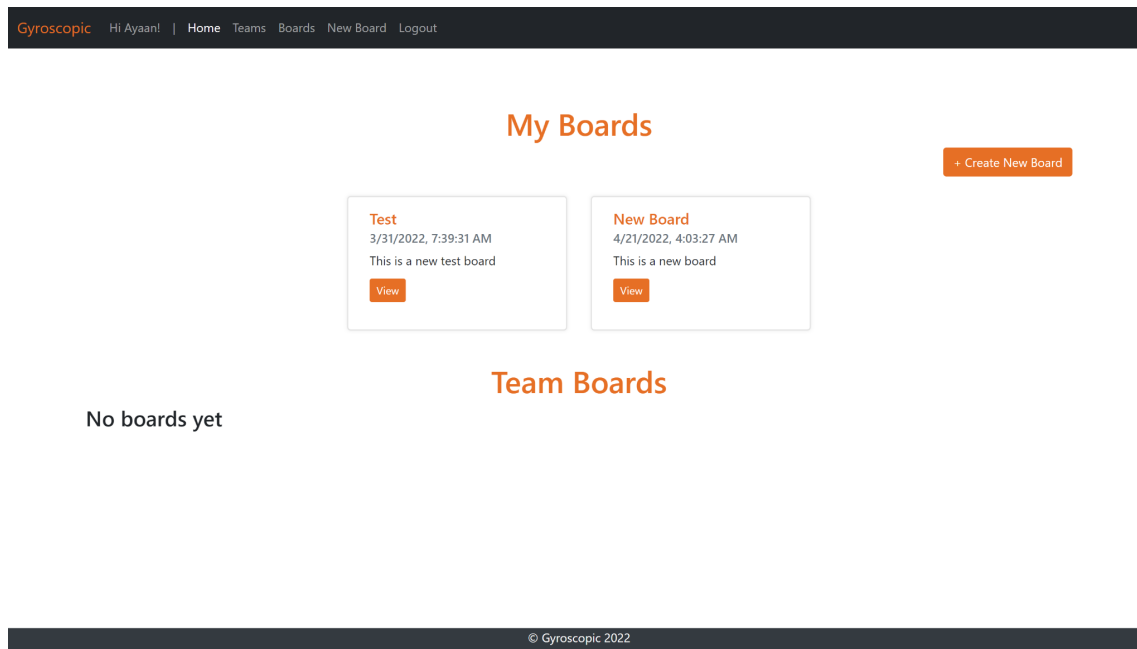 Gyroscopic Hi Ayaan! | Home Teams Boards New Board Logout
My Boards
+ Create New Board
Test
3/31/2022, 7:39:31 AM
This is a new test board
View
New Board
4/21/2022, 4:03:27 AM
This is a new board
View
Team Boards
No boards yet
© Gyroscopic 2022